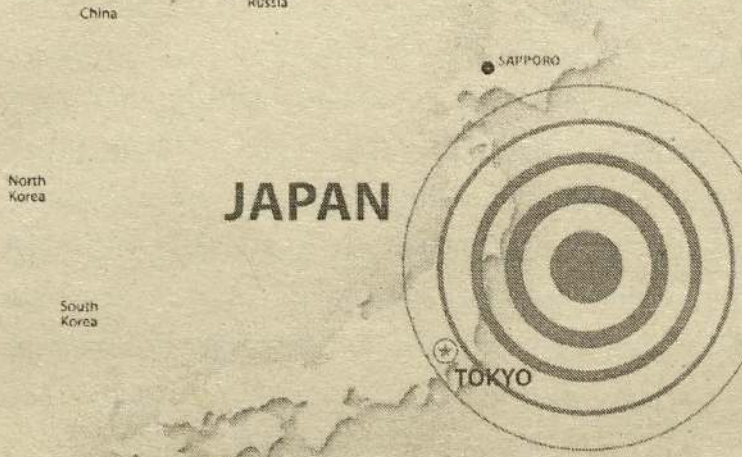 China
Russia
SAPPORO
North
Korea
JAPAN
South
Korea
TOKYO